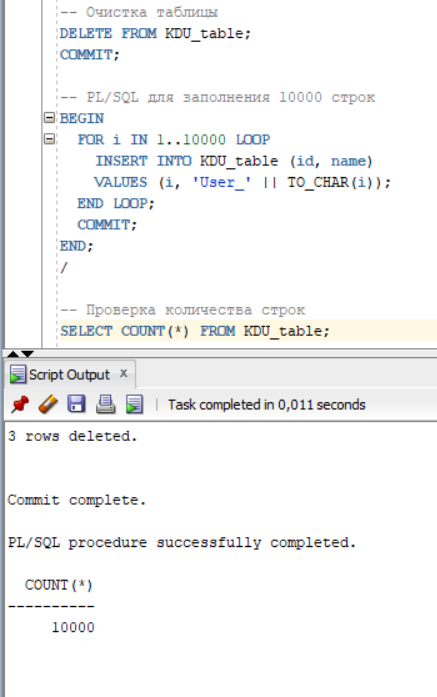 -- Очистка таблицы
DELETE FROM KDU_table;
COMMIT;
-- PL/SQL для заполнения 10000 строк
BEGIN
FOR i IN 1..10000 LOOP
INSERT INTO KDU_table (id, name)
VALUES (i, 'User_' || TO_CHAR(i));
END LOOP;
COMMIT;
END;
/
-- Проверка количества строк
SELECT COUNT(*) FROM KDU_table;
Script Output x
Task completed in 0,011 seconds
3 rows deleted.
Commit complete.
PL/SQL procedure successfully completed.
COUNT(*)
----------
10000